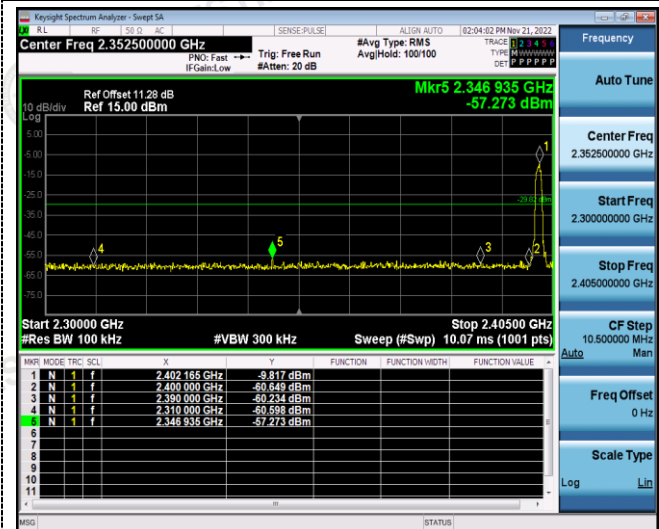 Keysight Spectrum Analyzer - Swept SA
RL RF 50 Ω AC SENSE:PULSE ALIGN AUTO 02:04:02 PM Nov 21, 2022
Center Freq 2.352500000 GHz
PNO: Fast
IFGain:Low
Trig: Free Run
#Atten: 20 dB
#Avg Type: RMS
Avg|Hold: 100/100
TRACE 1 2 3 4 5 6
TYPE M WWWWW
DET P P P P P P
Ref Offset 11.28 dB
Ref 15.00 dBm
10 dB/div
Log
Mkr5 2.346 935 GHz
-57.273 dBm
5.00
-5.00
-15.0
-25.0
-35.0
-45.0
-55.0
-65.0
-75.0
-29.82 dBm
1
2
3
4
5
Start 2.30000 GHz Stop 2.40500 GHz
#Res BW 100 kHz #VBW 300 kHz Sweep (#Swp) 10.07 ms (1001 pts)
MKR MODE TRC SCL X Y FUNCTION FUNCTION WIDTH FUNCTION VALUE
1 N 1 f 2.402 165 GHz -9.817 dBm
2 N 1 f 2.400 000 GHz -60.649 dBm
3 N 1 f 2.390 000 GHz -60.234 dBm
4 N 1 f 2.310 000 GHz -60.598 dBm
5 N 1 f 2.346 935 GHz -57.273 dBm
6
7
8
9
10
11
MSG STATUS
Frequency
Auto Tune
Center Freq
2.352500000 GHz
Start Freq
2.300000000 GHz
Stop Freq
2.405000000 GHz
CF Step
10.500000 MHz
Auto Man
Freq Offset
0 Hz
Scale Type
Log Lin